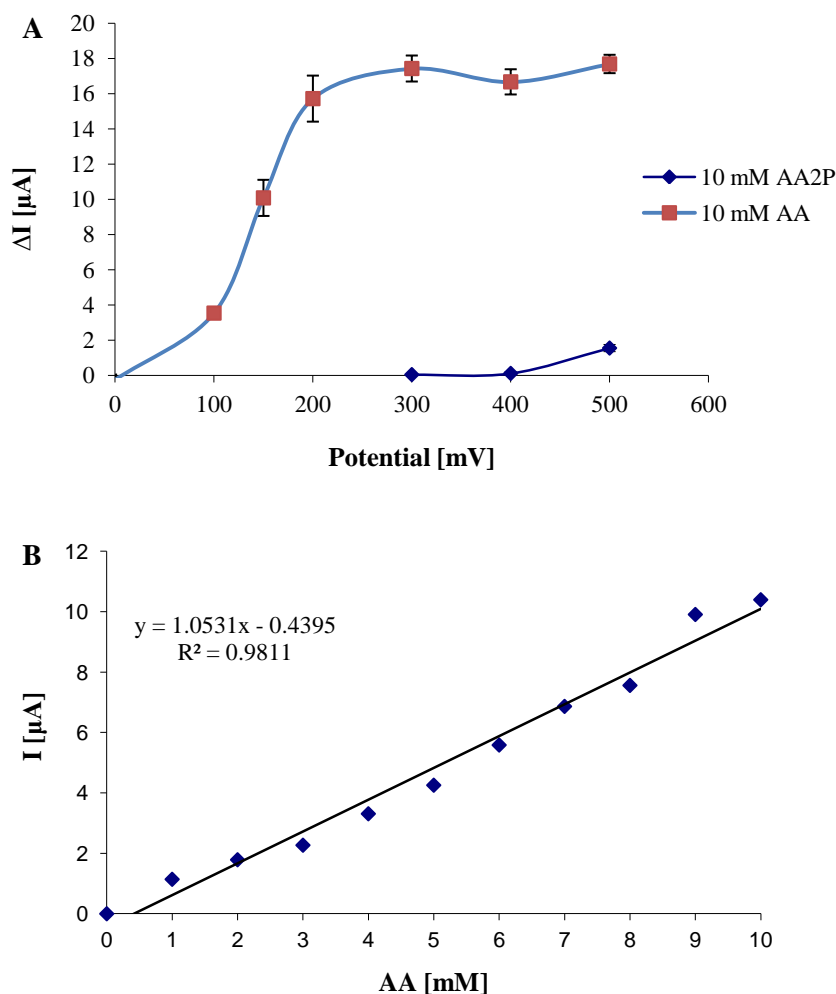 A
20
18
16
14
12
10
8
6
4
2
0
ΔI [µA]
0 100 200 300 400 500 600
Potential [mV]
10 mM AA2P
10 mM AA
B
12
10
8
6
4
2
0
I [µA]
y = 1.0531x - 0.4395
R² = 0.9811
0 1 2 3 4 5 6 7 8 9 10
AA [mM]